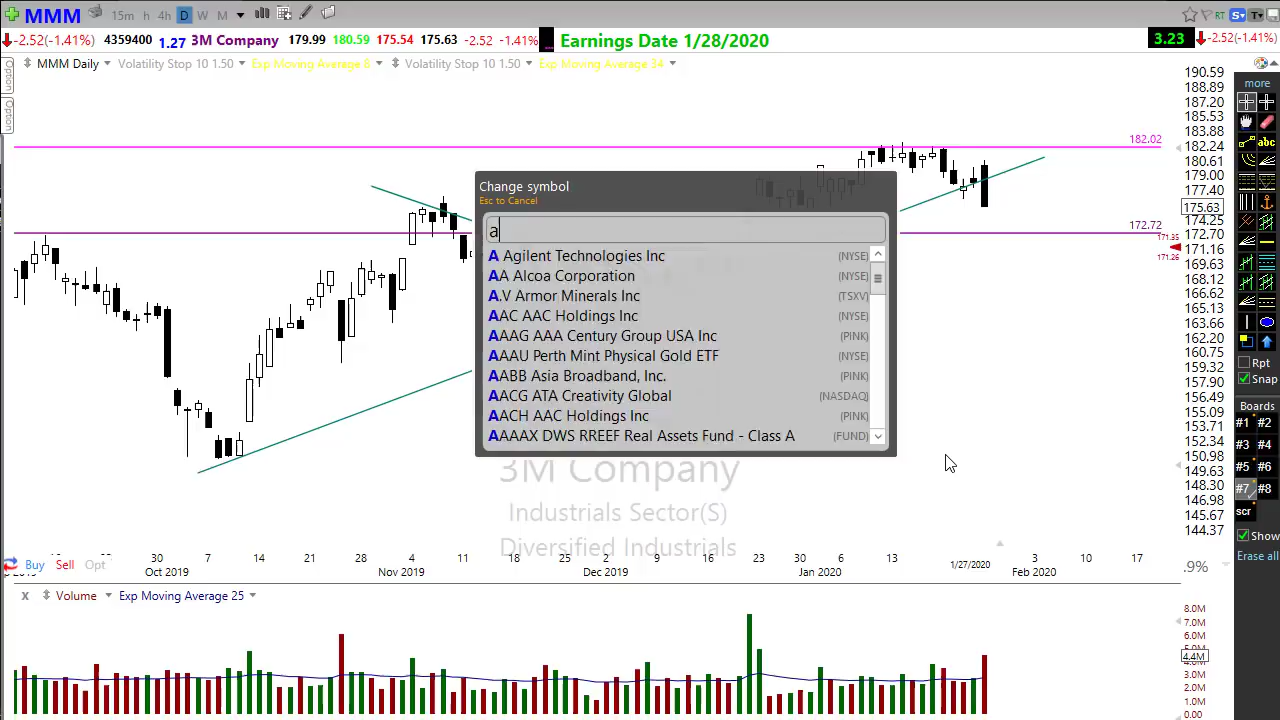 MMM 15m h 4h D W M RT S T
-2.52(-1.41%) 4359400 1.27 3M Company 179.99 180.59 175.54 175.63 -2.52 -1.41% Earnings Date 1/28/2020 3.23 -2.52(-1.41%)
MMM Daily Volatility Stop 10 1.50 Exp Moving Average 8 Volatility Stop 10 1.50 Exp Moving Average 34
Option
Option
Change symbol
Esc to Cancel
a
A Agilent Technologies Inc (NYSE)
AA Alcoa Corporation (NYSE)
A.V Armor Minerals Inc (TSXV)
AAC AAC Holdings Inc (NYSE)
AAAG AAA Century Group USA Inc (PINK)
AAAU Perth Mint Physical Gold ETF (NYSE)
AABB Asia Broadband, Inc. (PINK)
AACG ATA Creativity Global (NASDAQ)
AACH AAC Holdings Inc (PINK)
AAAAX DWS RREEF Real Assets Fund - Class A (FUND)
3M Company
Industrials Sector(S)
Diversified Industrials
182.02
172.72
171.35
171.26
190.59
188.89
187.20
185.53
183.88
182.24
180.61
179.00
177.40
175.63
174.25
172.70
171.16
169.63
168.12
166.62
165.13
163.66
162.20
160.75
159.32
157.90
156.49
155.09
153.71
152.34
150.98
149.63
148.30
146.98
145.67
144.37
more
abc
Rpt
Snap
Boards
#1 #2
#3 #4
#5 #6
#7 #8
scr
Show
Erase all
30 7 14 21 28 4 11 18 25 2 9 16 23 30 6 13 1/27/2020 3 10 17
Oct 2019 Nov 2019 Dec 2019 Jan 2020 Feb 2020
Buy Sell Opt
.9%
x Volume Exp Moving Average 25
8.0M
7.0M
6.0M
5.0M
4.4M
3.0M
2.0M
1.0M
0.00